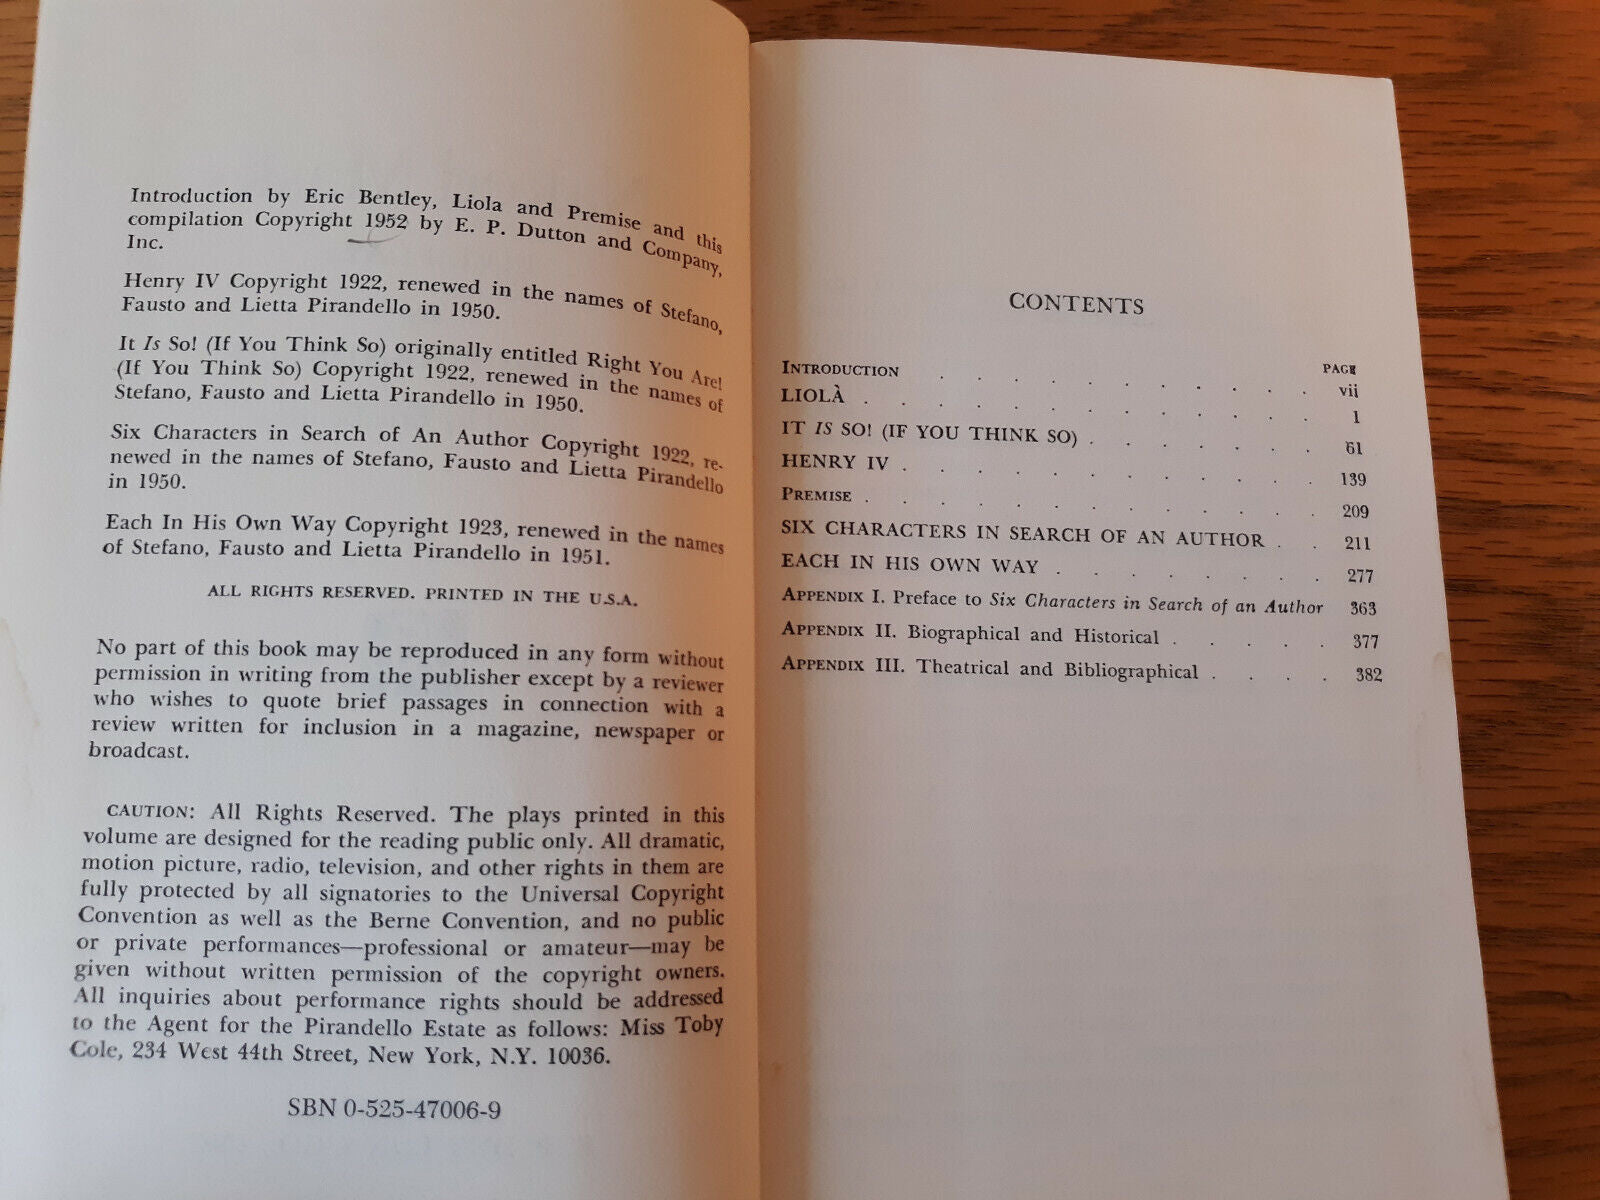 Introduction by Eric Bentley, Liola and Premise and this
compilation Copyright 1952 by E. P. Dutton and Company,
Inc.
Henry IV Copyright 1922, renewed in the names of Stefano,
Fausto and Lietta Pirandello in 1950.
It Is So! (If You Think So) originally entitled Right You Are!
(If You Think So) Copyright 1922, renewed in the names of
Stefano, Fausto and Lietta Pirandello in 1950.
Six Characters in Search of An Author Copyright 1922, re-
newed in the names of Stefano, Fausto and Lietta Pirandello
in 1950.
Each In His Own Way Copyright 1923, renewed in the names
of Stefano, Fausto and Lietta Pirandello in 1951.
ALL RIGHTS RESERVED. PRINTED IN THE U.S.A.
No part of this book may be reproduced in any form without
permission in writing from the publisher except by a reviewer
who wishes to quote brief passages in connection with a
review written for inclusion in a magazine, newspaper or
broadcast.
CAUTION: All Rights Reserved. The plays printed in this
volume are designed for the reading public only. All dramatic,
motion picture, radio, television, and other rights in them are
fully protected by all signatories to the Universal Copyright
Convention as well as the Berne Convention, and no public
or private performances—professional or amateur—may be
given without written permission of the copyright owners.
All inquiries about performance rights should be addressed
to the Agent for the Pirandello Estate as follows: Miss Toby
Cole, 234 West 44th Street, New York, N.Y. 10036.
SBN 0-525-47006-9
CONTENTS
PAGE
INTRODUCTION . . . . . . . . . . vii
LIOLÀ . . . . . . . . . . . . 1
IT IS SO! (IF YOU THINK SO) . . . . . . . 61
HENRY IV . . . . . . . . . . . 139
PREMISE . . . . . . . . . . . . 209
SIX CHARACTERS IN SEARCH OF AN AUTHOR . . 211
EACH IN HIS OWN WAY . . . . . . . . 277
APPENDIX I. Preface to Six Characters in Search of an Author 363
APPENDIX II. Biographical and Historical . . . . . 377
APPENDIX III. Theatrical and Bibliographical . . . . 382